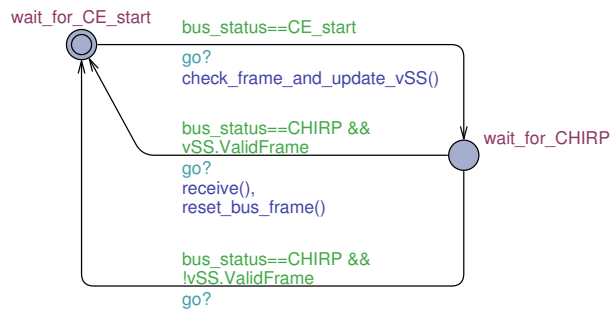 wait_for_CE_start
bus_status==CE_start
go?
check_frame_and_update_vSS()
bus_status==CHIRP &&
vSS.ValidFrame
go?
receive(),
reset_bus_frame()
wait_for_CHIRP
bus_status==CHIRP &&
!vSS.ValidFrame
go?